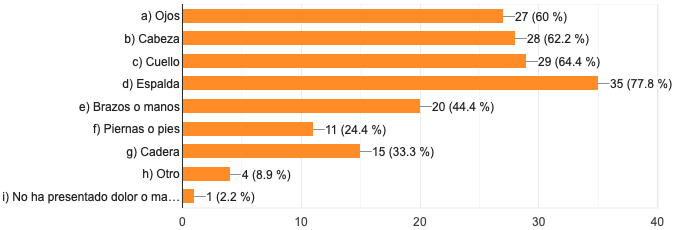 a) Ojos 27 (60 %)
b) Cabeza 28 (62.2 %)
c) Cuello 29 (64.4 %)
d) Espalda 35 (77.8 %)
e) Brazos o manos 20 (44.4 %)
f) Piernas o pies 11 (24.4 %)
g) Cadera 15 (33.3 %)
h) Otro 4 (8.9 %)
i) No ha presentado dolor o ma… 1 (2.2 %)
0 10 20 30 40